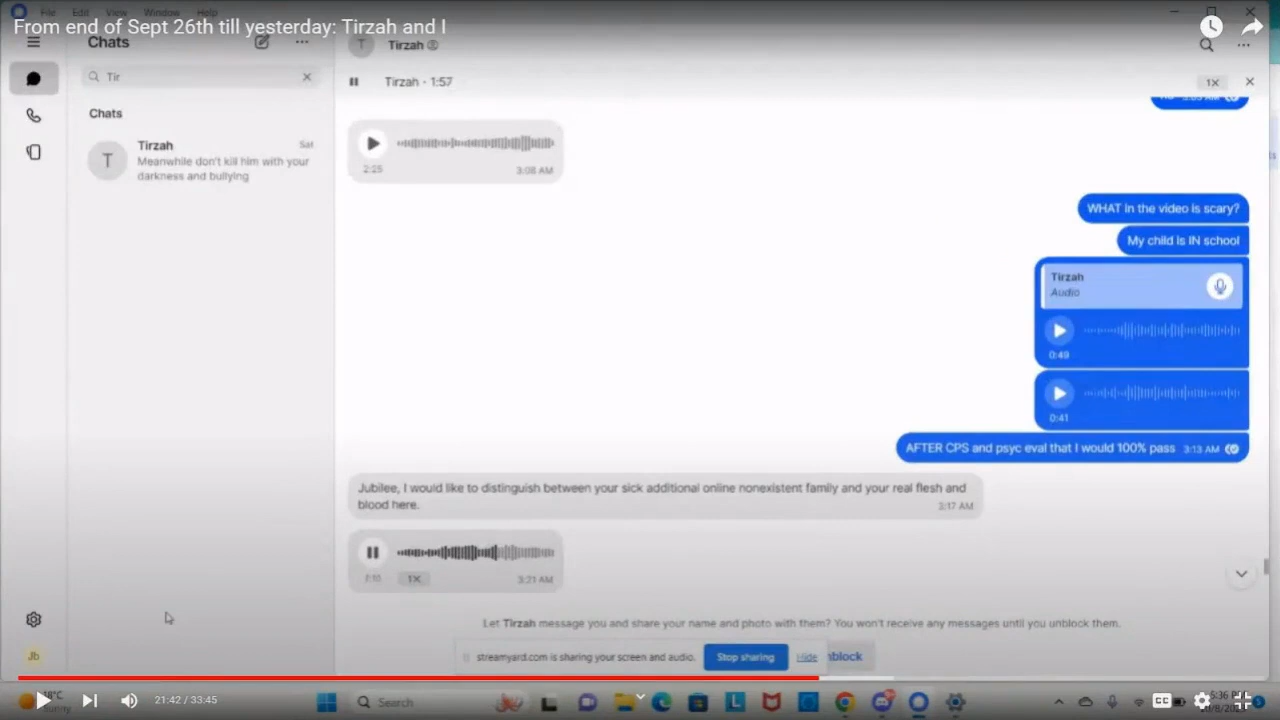 File Edit View Window Help
From end of Sept 26th till yesterday: Tirzah and I
Chats
Tir
Chats
T
Tirzah
Sat
Meanwhile don't kill him with your
darkness and bullying
T
Tirzah
Tirzah · 1:57
1X
3:08 AM
WHAT in the video is scary?
My child is IN school
Tirzah
Audio
0:49
0:41
AFTER CPS and psyc eval that I would 100% pass 3:13 AM
Jubilee, I would like to distinguish between your sick additional online nonexistent family and your real flesh and
blood here.
3:17 AM
1:10
1X
3:21 AM
Let Tirzah message you and share your name and photo with them? You won't receive any messages until you unblock them.
streamyard.com is sharing your screen and audio.
Stop sharing
Hide
Jb
21:42 / 33:45
Search
CC